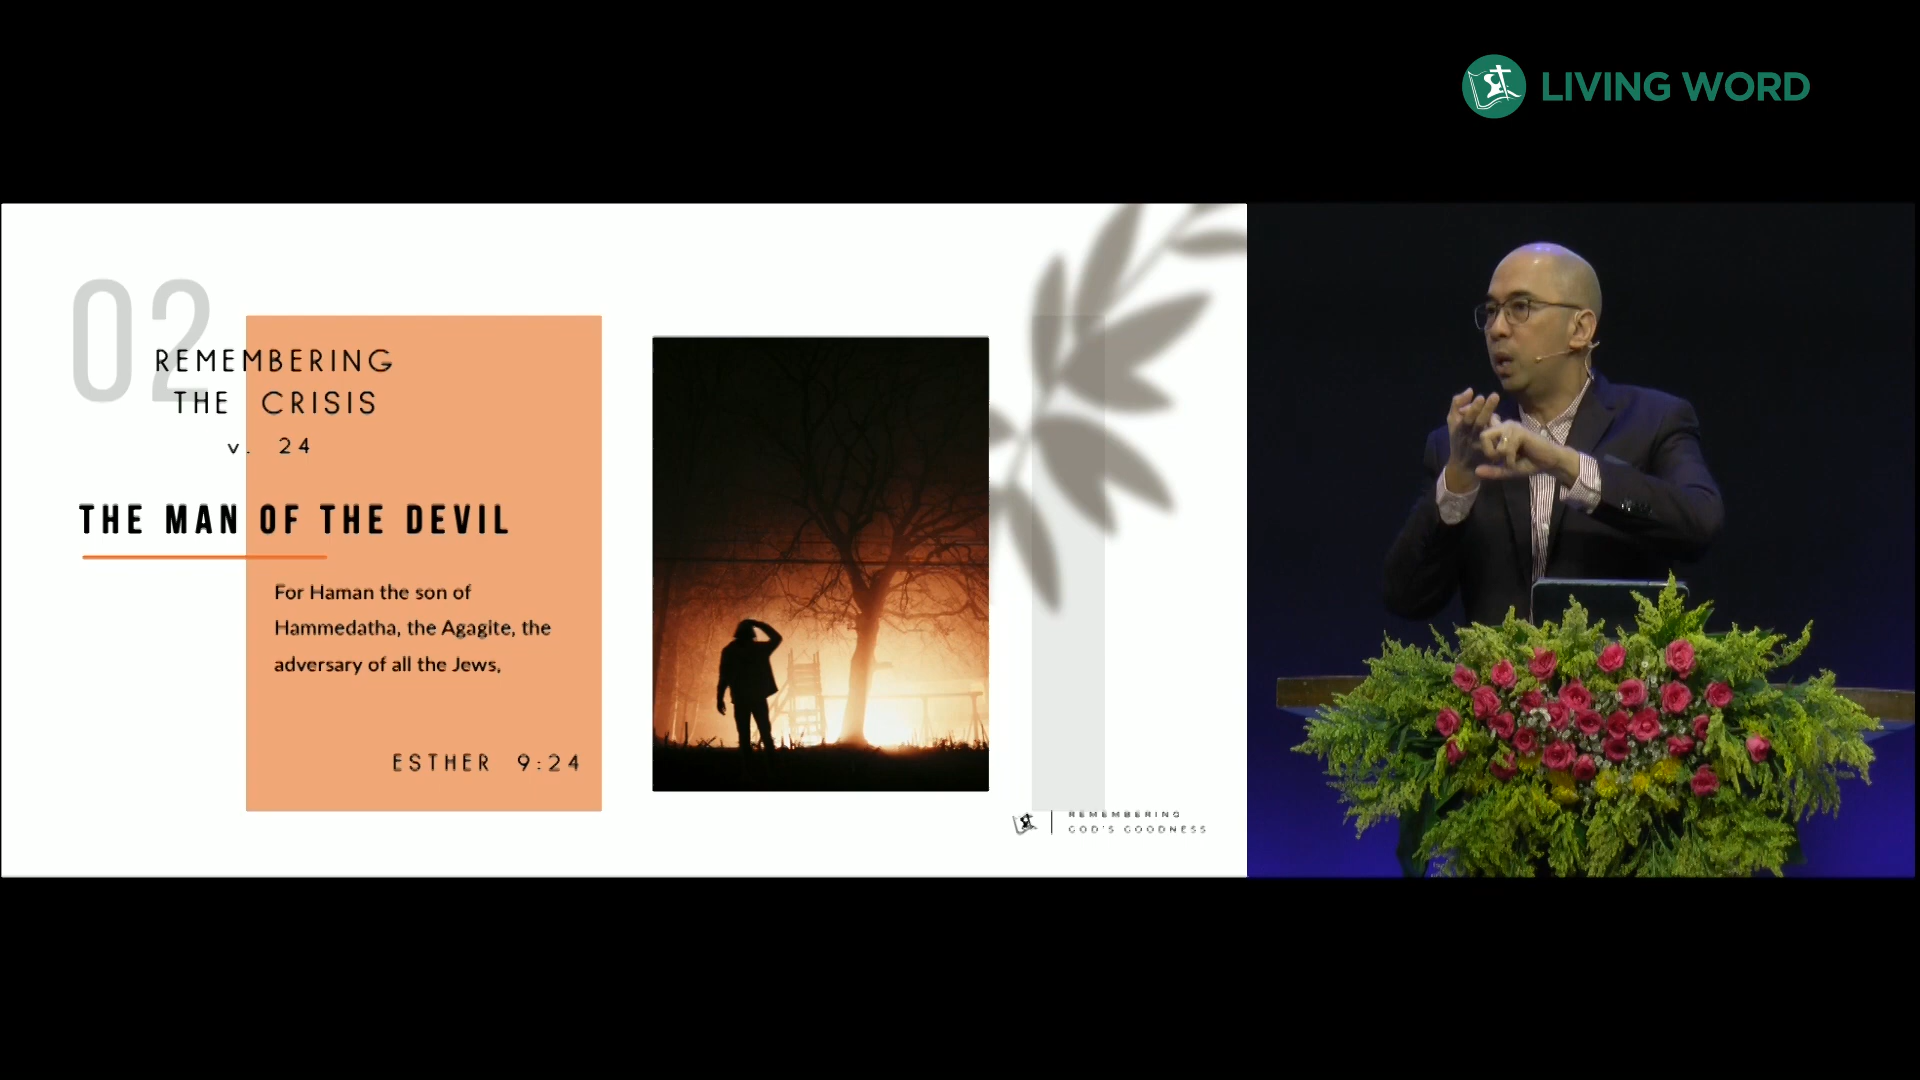 LIVING WORD
02
REMEMBERING
THE CRISIS
v. 24
THE MAN OF THE DEVIL
For Haman the son of
Hammedatha, the Agagite, the
adversary of all the Jews,
ESTHER 9:24
REMEMBERING
GOD'S GOODNESS